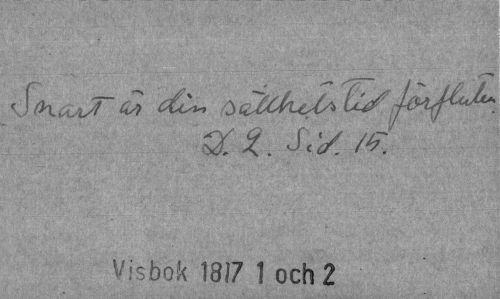 Snart är din sällhetstid förfluten.
D. 2. Sid. 15.
Visbok 1817 1 och 2